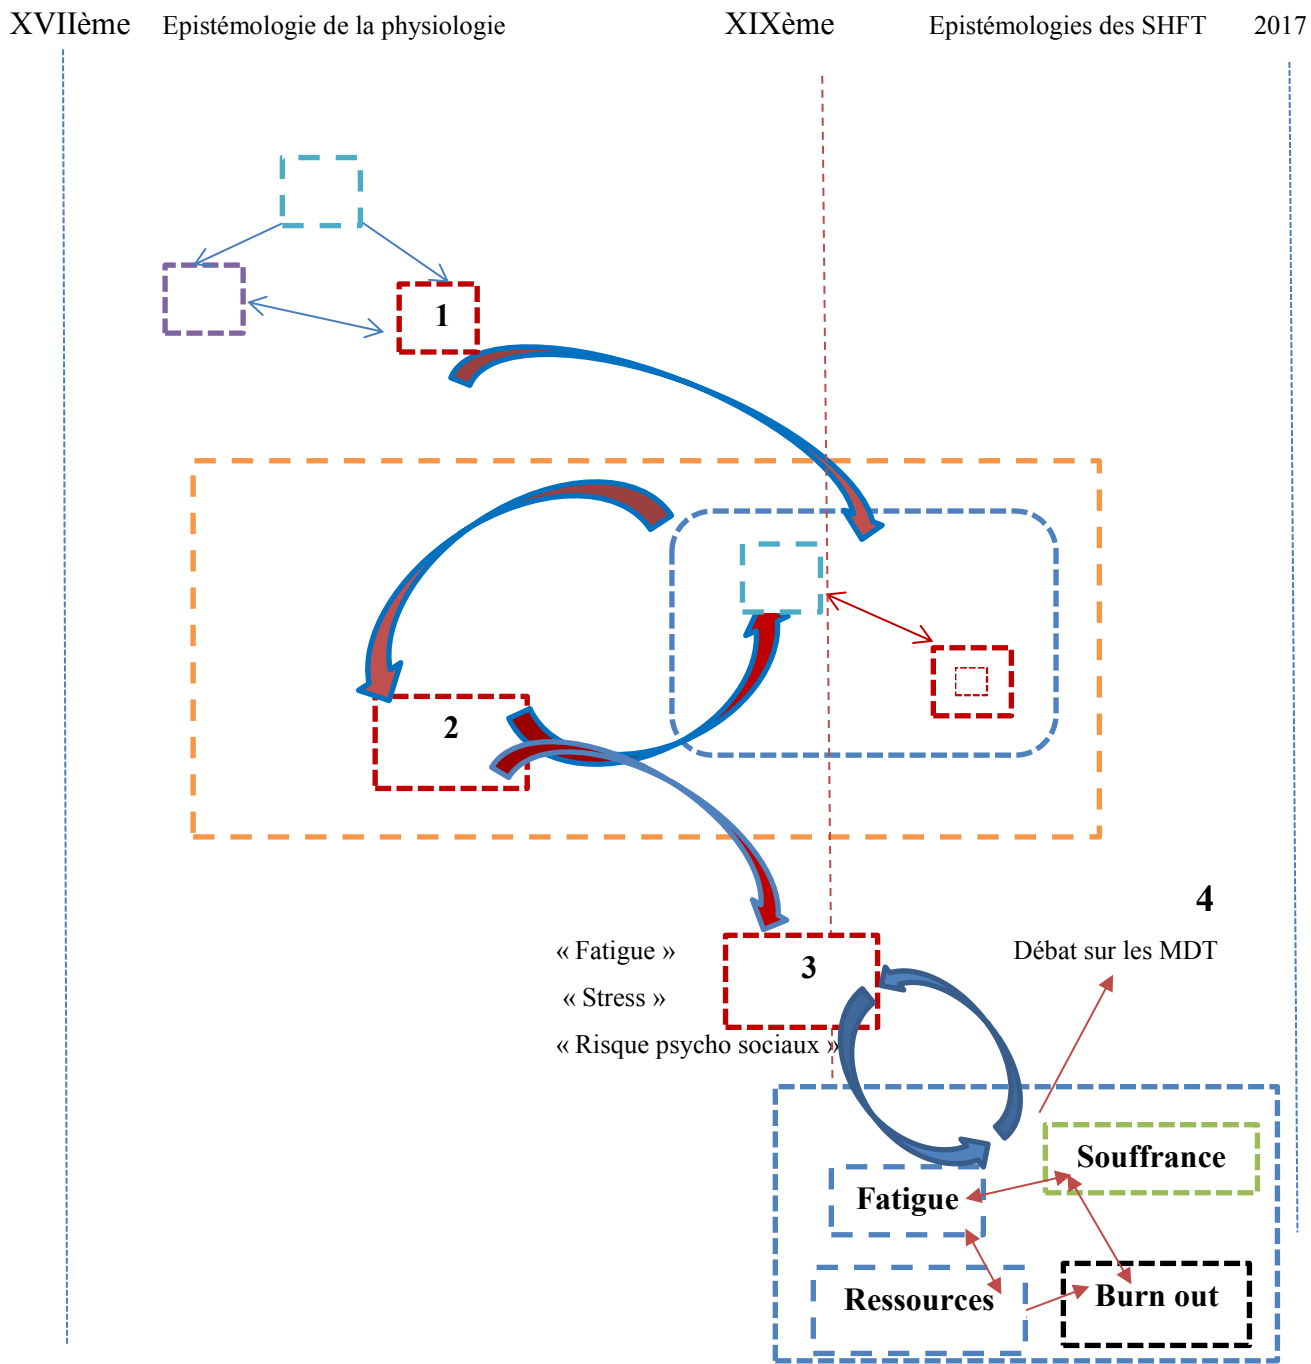 XVIIème Epistémologie de la physiologie XIXème Epistémologies des SHFT 2017
1
2
4
« Fatigue » 3 Débat sur les MDT
« Stress »
« Risque psycho sociaux »
Souffrance
Fatigue
Ressources Burn out